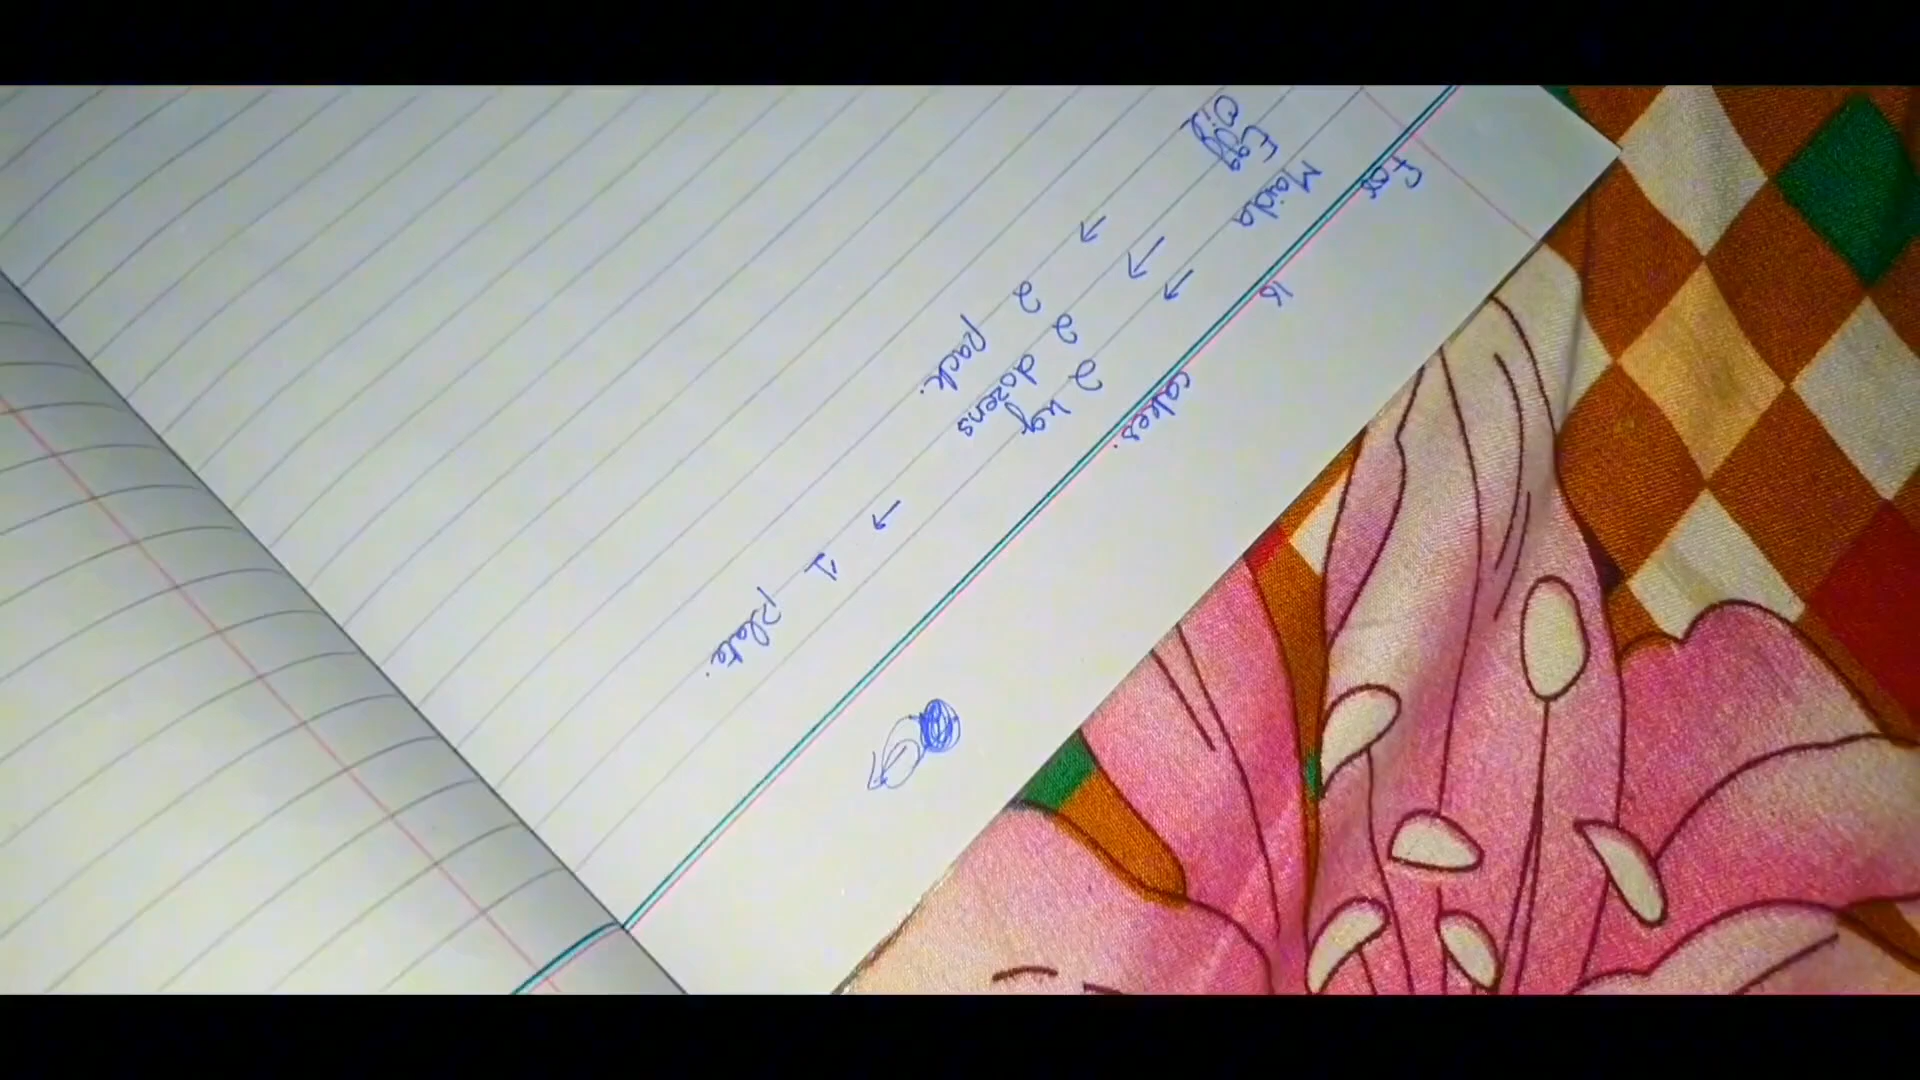 For 16 cakes.
Maida → 2 kg
Egg → 2 dozens → 1 plate.
Oil → 2 pack.